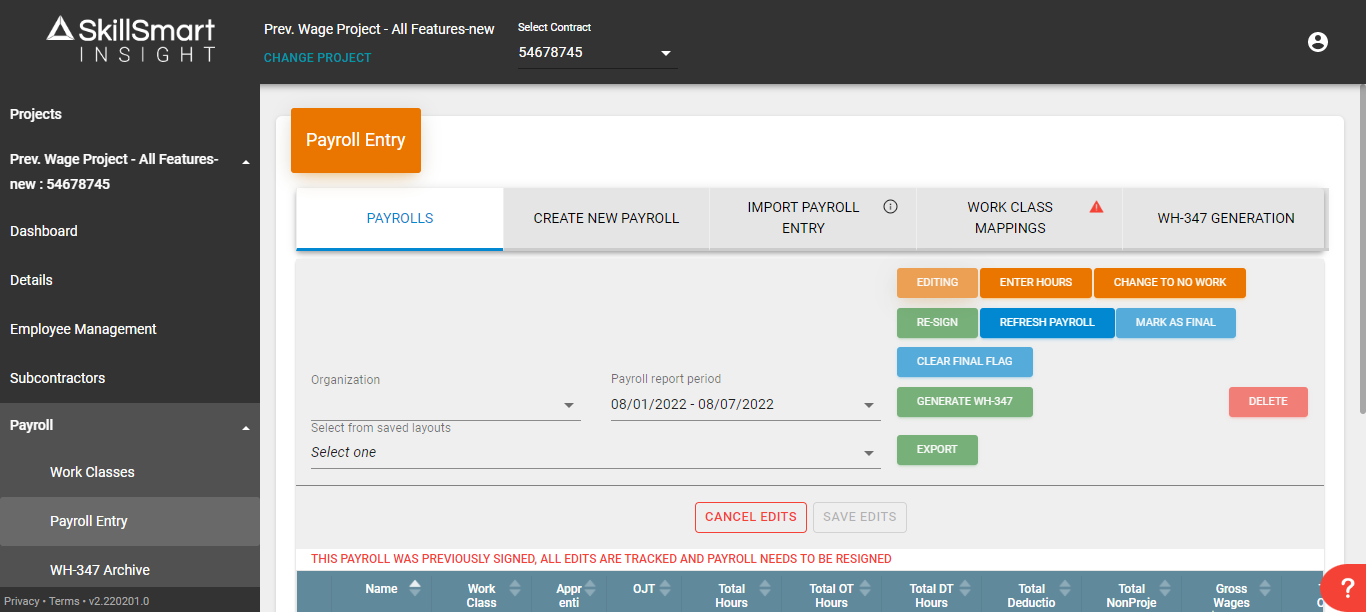 SkillSmart
INSIGHT
Prev. Wage Project - All Features-new
CHANGE PROJECT
Select Contract
54678745
Projects
Prev. Wage Project - All Features-
new : 54678745
Dashboard
Details
Employee Management
Subcontractors
Payroll
Work Classes
Payroll Entry
WH-347 Archive
Privacy • Terms • v2.220201.0
Payroll Entry
PAYROLLS
CREATE NEW PAYROLL
IMPORT PAYROLL
ENTRY
WORK CLASS
MAPPINGS
WH-347 GENERATION
EDITING
ENTER HOURS
CHANGE TO NO WORK
RE-SIGN
REFRESH PAYROLL
MARK AS FINAL
CLEAR FINAL FLAG
GENERATE WH-347
DELETE
EXPORT
Organization
Payroll report period
08/01/2022 - 08/07/2022
Select from saved layouts
Select one
CANCEL EDITS
SAVE EDITS
THIS PAYROLL WAS PREVIOUSLY SIGNED, ALL EDITS ARE TRACKED AND PAYROLL NEEDS TO BE RESIGNED
Name
Work
Class
Appr
enti
OJT
Total
Hours
Total OT
Hours
Total DT
Hours
Total
Deductio
Total
NonProje
Gross
Wages
?